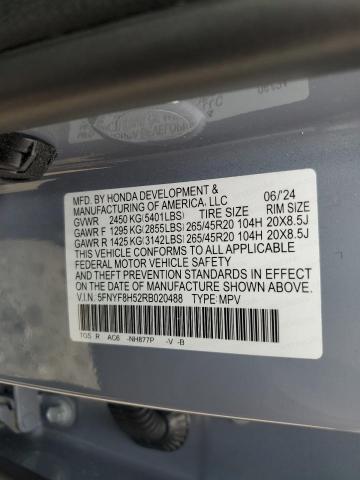 MFD. BY HONDA DEVELOPMENT &
MANUFACTURING OF AMERICA, LLC 06/'24
GVWR 2450 KG(5401LBS) TIRE SIZE RIM SIZE
GAWR F 1295 KG(2855LBS) 265/45R20 104H 20X8.5J
GAWR R 1425 KG(3142LBS) 265/45R20 104H 20X8.5J
THIS VEHICLE CONFORMS TO ALL APPLICABLE
FEDERAL MOTOR VEHICLE SAFETY STANDARDS IN EFFECT
ON THE DATE OF MANUFACTURE SHOWN ABOVE.
V.I.N. 5FNYF8H52RB020488 TYPE: MPV
TGS R AC6 -NH877P -V -B